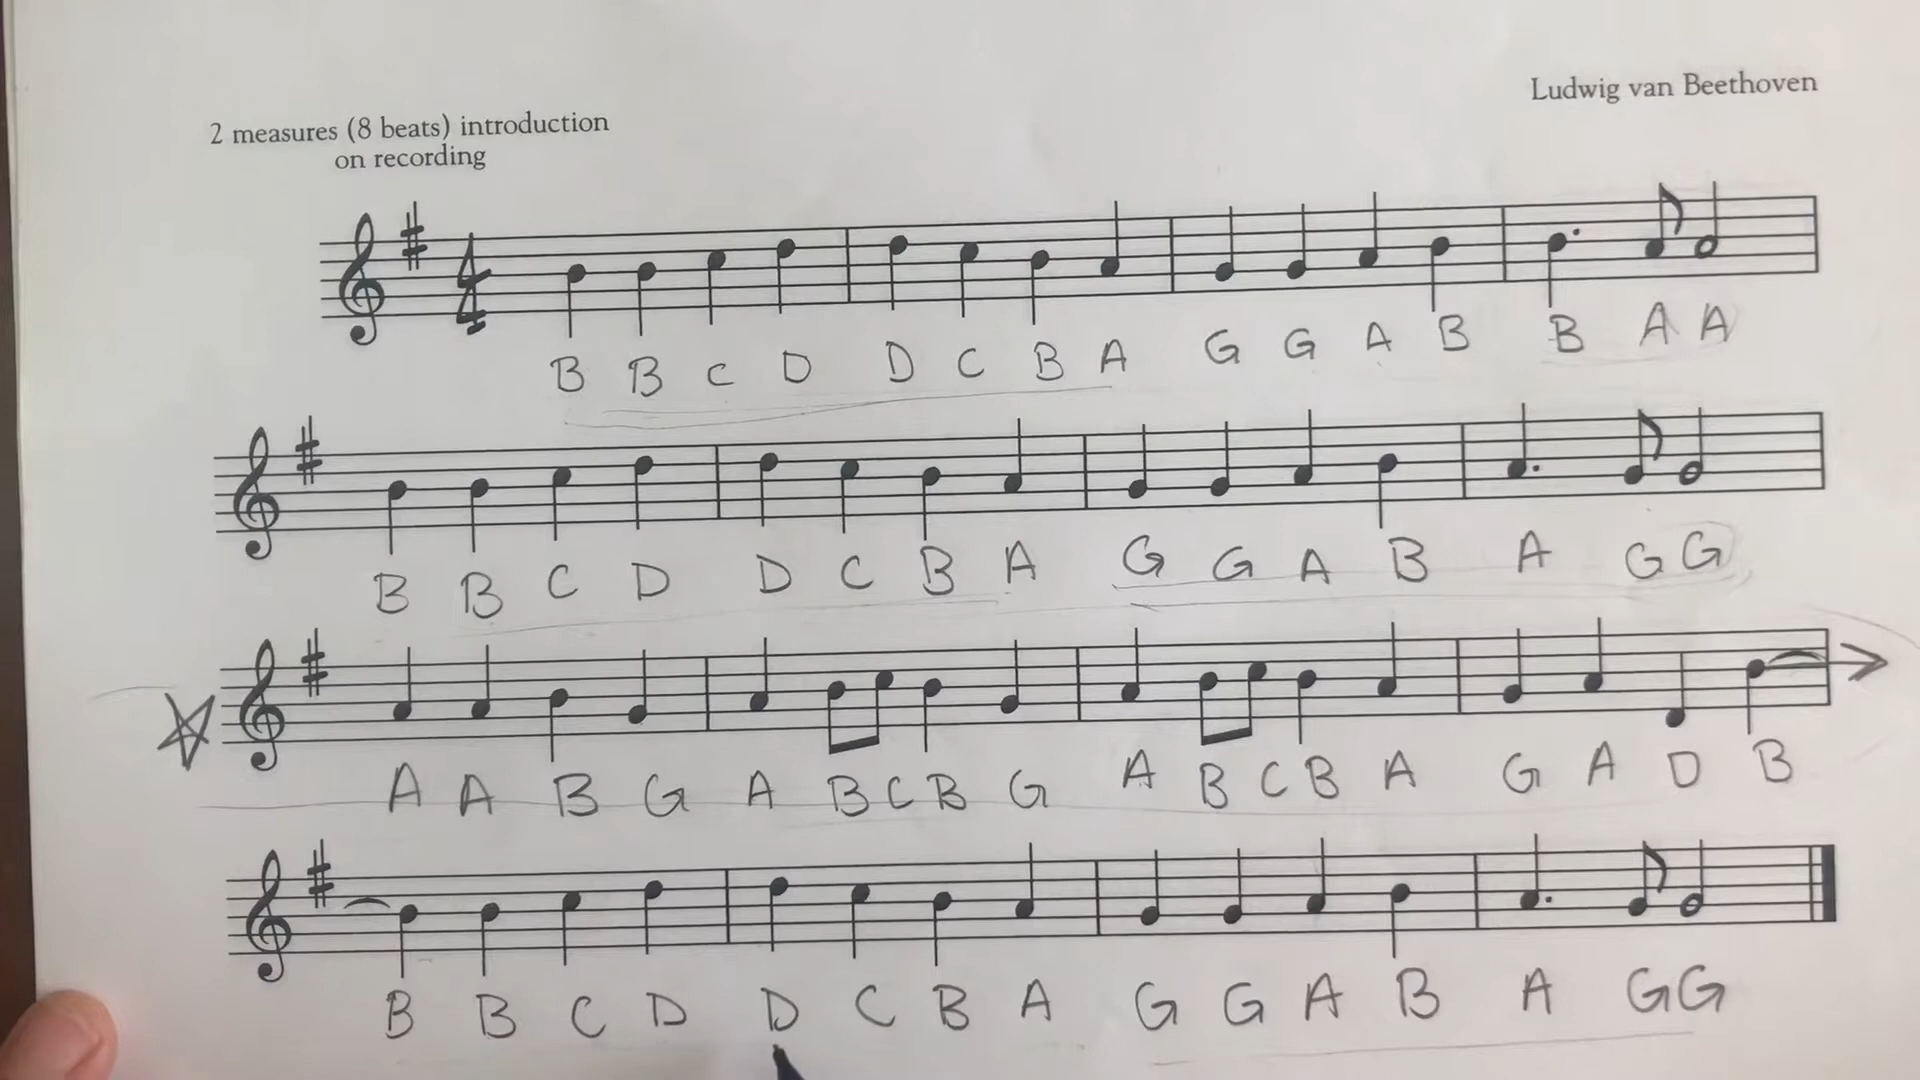 Ludwig van Beethoven
2 measures (8 beats) introduction
on recording
B B C D D C B A G G A B B A A
B B C D D C B A G G A B A G G
A A B G A B C B G A B C B A G A D B
B B C D D C B A G G A B A G G